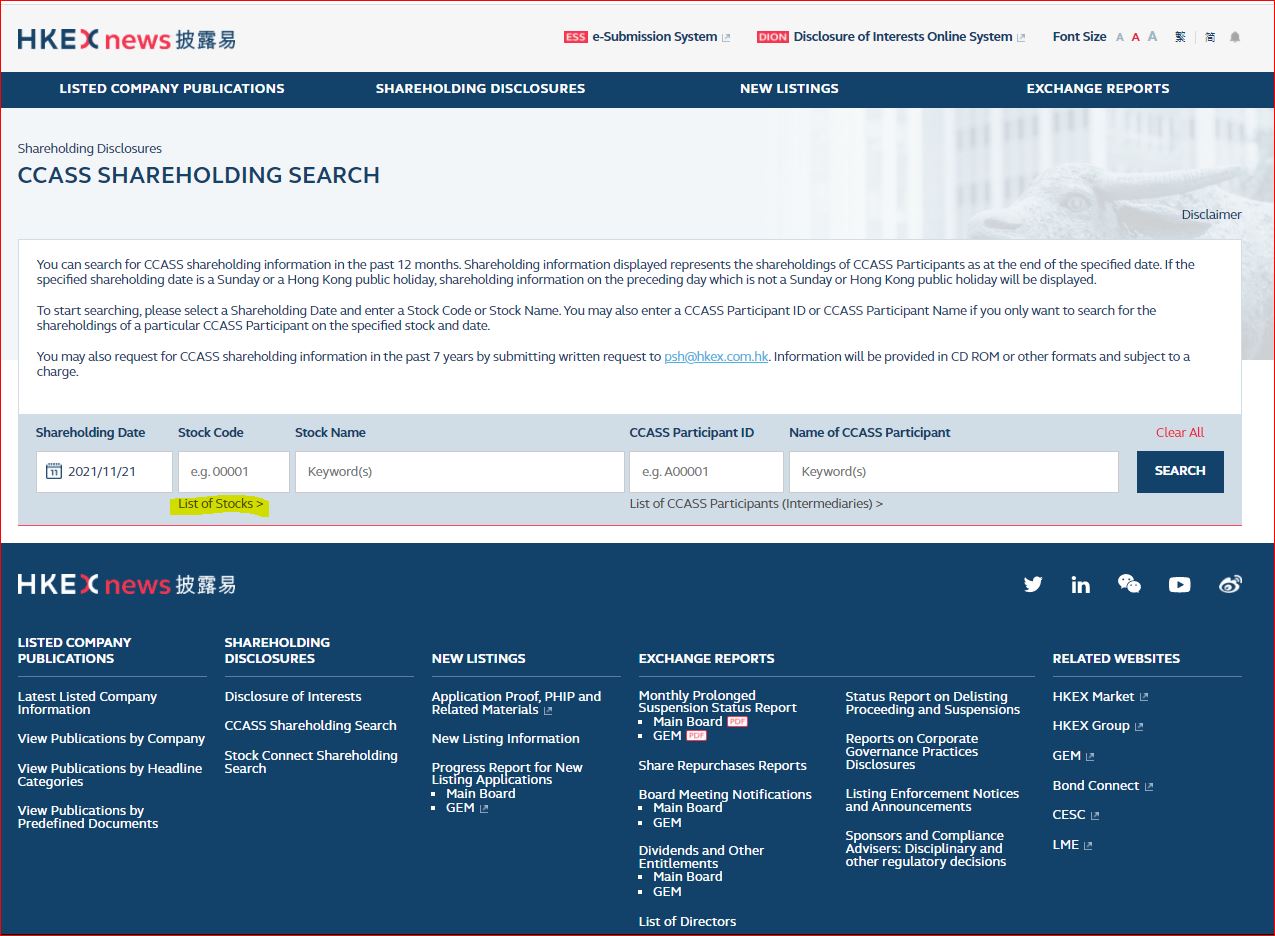 HKEX news 披露易
ESS e-Submission System
DION Disclosure of Interests Online System
Font Size A A A 繁 简
LISTED COMPANY PUBLICATIONS
SHAREHOLDING DISCLOSURES
NEW LISTINGS
EXCHANGE REPORTS
Shareholding Disclosures
CCASS SHAREHOLDING SEARCH
Disclaimer
You can search for CCASS shareholding information in the past 12 months. Shareholding information displayed represents the shareholdings of CCASS Participants as at the end of the specified date. If the
specified shareholding date is a Sunday or a Hong Kong public holiday, shareholding information on the preceding day which is not a Sunday or Hong Kong public holiday will be displayed.
To start searching, please select a Shareholding Date and enter a Stock Code or Stock Name. You may also enter a CCASS Participant ID or CCASS Participant Name if you only want to search for the
shareholdings of a particular CCASS Participant on the specified stock and date.
You may also request for CCASS shareholding information in the past 7 years by submitting written request to psh@hkex.com.hk. Information will be provided in CD ROM or other formats and subject to a
charge.
Shareholding Date
Stock Code
Stock Name
CCASS Participant ID
Name of CCASS Participant
Clear All
11 2021/11/21
e.g. 00001
Keyword(s)
e.g. A00001
Keyword(s)
SEARCH
List of Stocks >
List of CCASS Participants (Intermediaries) >
HKEX news 披露易
LISTED COMPANY
PUBLICATIONS
Latest Listed Company
Information
View Publications by Company
View Publications by Headline
Categories
View Publications by
Predefined Documents
SHAREHOLDING
DISCLOSURES
Disclosure of Interests
CCASS Shareholding Search
Stock Connect Shareholding
Search
NEW LISTINGS
Application Proof, PHIP and
Related Materials
New Listing Information
Progress Report for New
Listing Applications
Main Board
GEM
EXCHANGE REPORTS
Monthly Prolonged
Suspension Status Report
Main Board PDF
GEM PDF
Share Repurchases Reports
Board Meeting Notifications
Main Board
GEM
Dividends and Other
Entitlements
Main Board
GEM
List of Directors
Status Report on Delisting
Proceeding and Suspensions
Reports on Corporate
Governance Practices
Disclosures
Listing Enforcement Notices
and Announcements
Sponsors and Compliance
Advisers: Disciplinary and
other regulatory decisions
RELATED WEBSITES
HKEX Market
HKEX Group
GEM
Bond Connect
CESC
LME